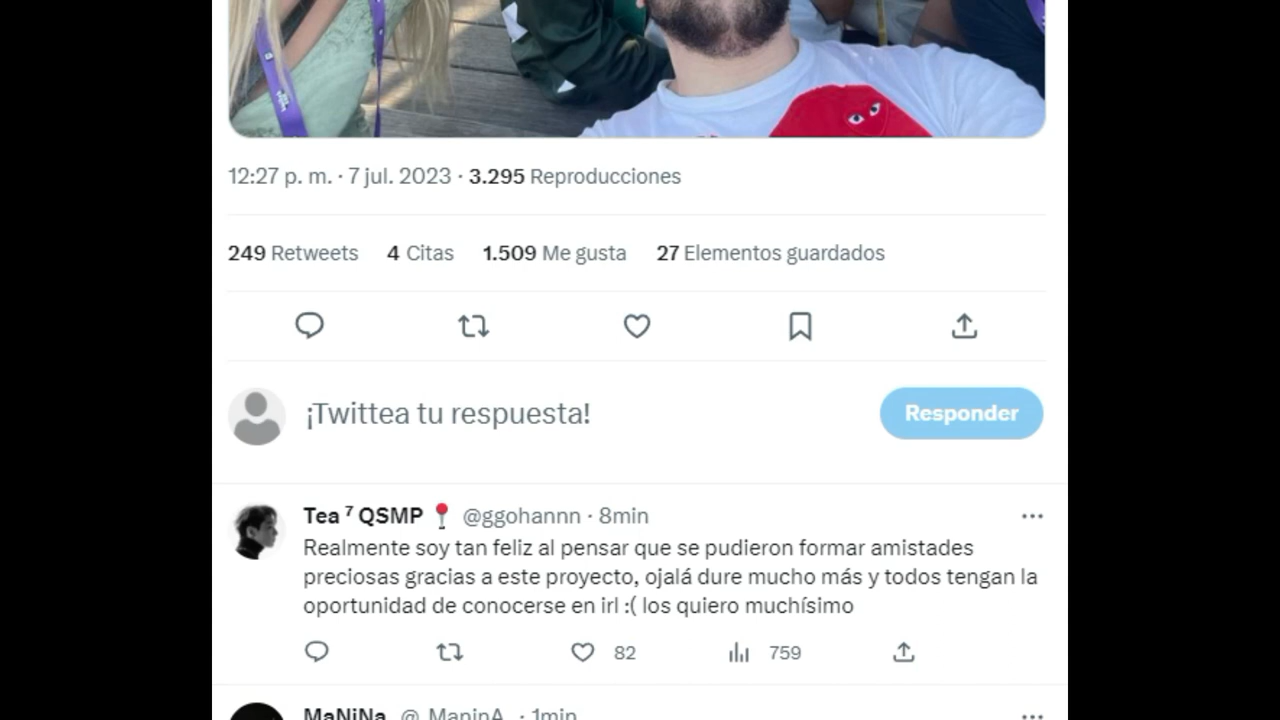 12:27 p. m. · 7 jul. 2023 · 3.295 Reproducciones
249 Retweets 4 Citas 1.509 Me gusta 27 Elementos guardados
¡Twittea tu respuesta!
Responder
Tea ⁷ QSMP @ggohannn · 8min
Realmente soy tan feliz al pensar que se pudieron formar amistades
preciosas gracias a este proyecto, ojalá dure mucho más y todos tengan la
oportunidad de conocerse en irl :( los quiero muchísimo
82 759
MaNiNa @_ManinA_ · 1min